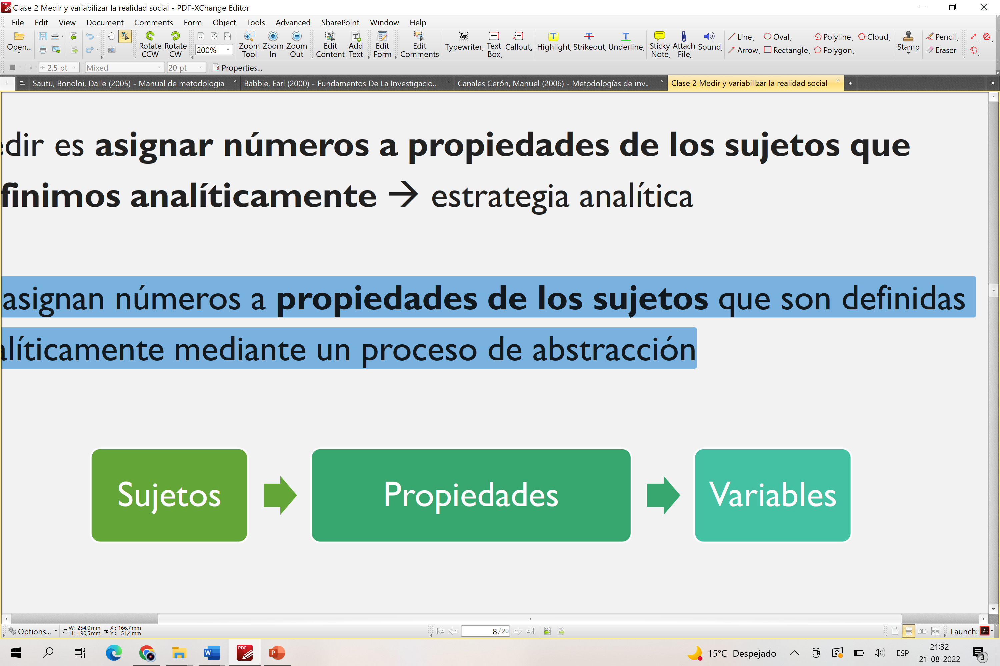 Clase 2 Medir y variabilizar la realidad social - PDF-XChange Editor
File Edit View Document Comments Form Object Tools Advanced SharePoint Window Help
Open... Rotate CCW Rotate CW 200% Zoom Tool Zoom In Zoom Out Edit Content Add Text Edit Form Edit Comments Typewriter Text Box Callout Highlight Strikeout Underline Sticky Note Attach File Sound Line Arrow Oval Rectangle Polyline Polygon Cloud Stamp Pencil Eraser
2,5 pt Mixed 20 pt Properties...
Sautu, Bonoloi, Dalle (2005) - Manual de metodologia Babbie, Earl (2000) - Fundamentos De La Investigacio.. Canales Cerón, Manuel (2006) - Metodologías de inv.. Clase 2 Medir y variabilizar la realidad social
edir es asignar números a propiedades de los sujetos que
finimos analíticamente → estrategia analítica
asignan números a propiedades de los sujetos que son definidas
alíticamente mediante un proceso de abstracción
Sujetos Propiedades Variables
Options... W: 254,0 mm X: 166,7 mm 8/20 Launch:
H: 190,5 mm Y: 51,4 mm
15°C Despejado ESP 21:32
21-08-2022 3